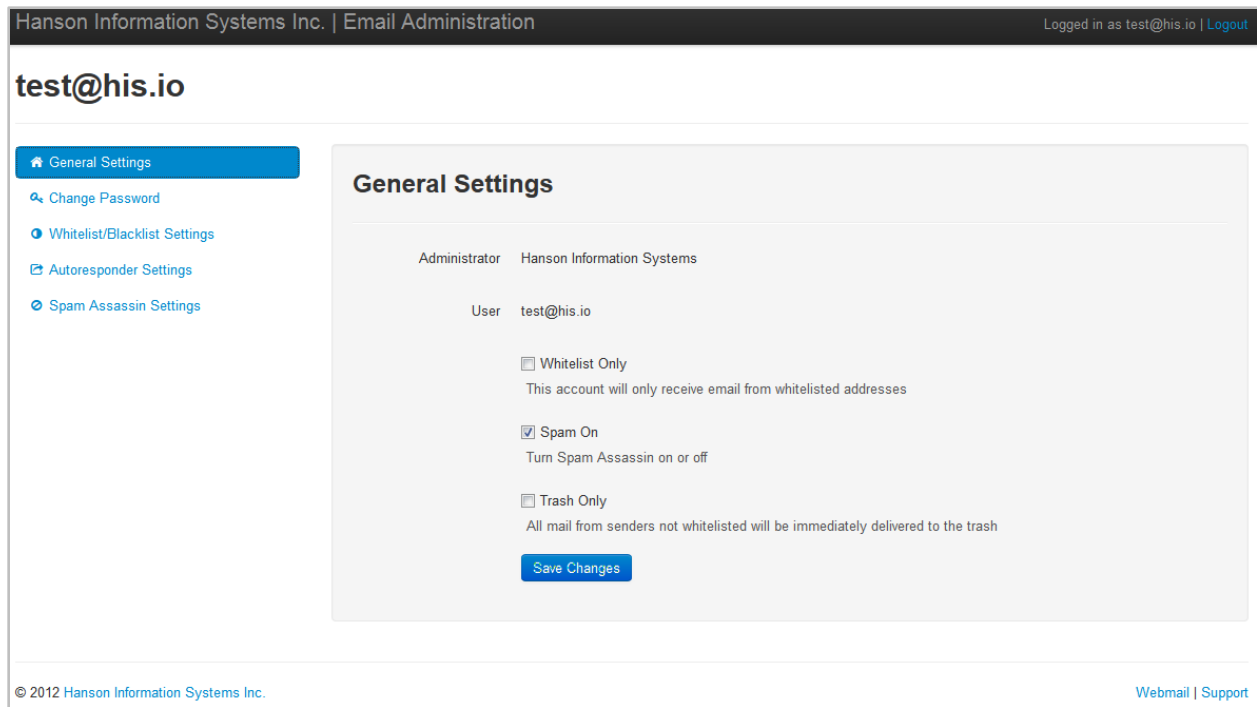 Hanson Information Systems Inc. | Email Administration
Logged in as test@his.io | Logout
test@his.io
General Settings
Change Password
Whitelist/Blacklist Settings
Autoresponder Settings
Spam Assassin Settings
General Settings
Administrator Hanson Information Systems
User test@his.io
Whitelist Only
This account will only receive email from whitelisted addresses
Spam On
Turn Spam Assassin on or off
Trash Only
All mail from senders not whitelisted will be immediately delivered to the trash
Save Changes
© 2012 Hanson Information Systems Inc.
Webmail | Support